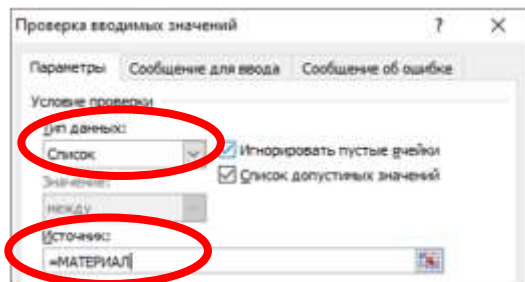 Проверка вводимых значений ? ×
Параметры Сообщение для ввода Сообщение об ошибке
Условие проверки
Тип данных:
Список Игнорировать пустые ячейки
Значение: Список допустимых значений
между
Источник:
=МАТЕРИАЛ